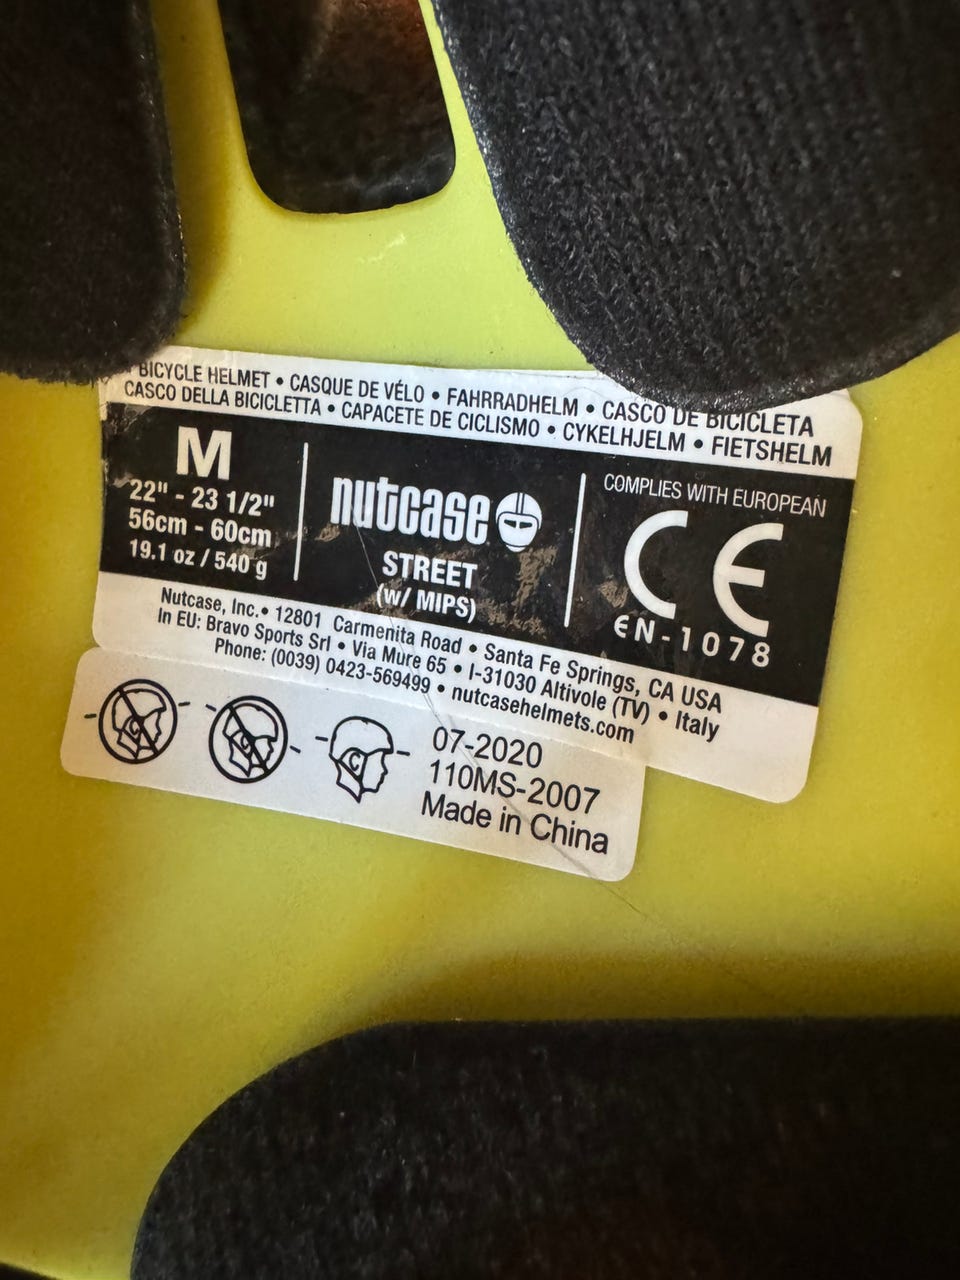 BICYCLE HELMET • CASQUE DE VÉLO • FAHRRADHELM • CASCO DE BICICLETA
CASCO DELLA BICICLETTA • CAPACETE DE CICLISMO • CYKELHJELM • FIETSHELM
M
22" - 23 1/2"
56cm - 60cm
19.1 oz / 540 g
nutcase
STREET
(w/ MIPS)
COMPLIES WITH EUROPEAN
CE
EN-1078
Nutcase, Inc. • 12801 Carmenita Road • Santa Fe Springs, CA USA
In EU: Bravo Sports Srl • Via Mure 65 • I-31030 Altivole (TV) • Italy
Phone: (0039) 0423-569499 • nutcasehelmets.com
07-2020
110MS-2007
Made in China